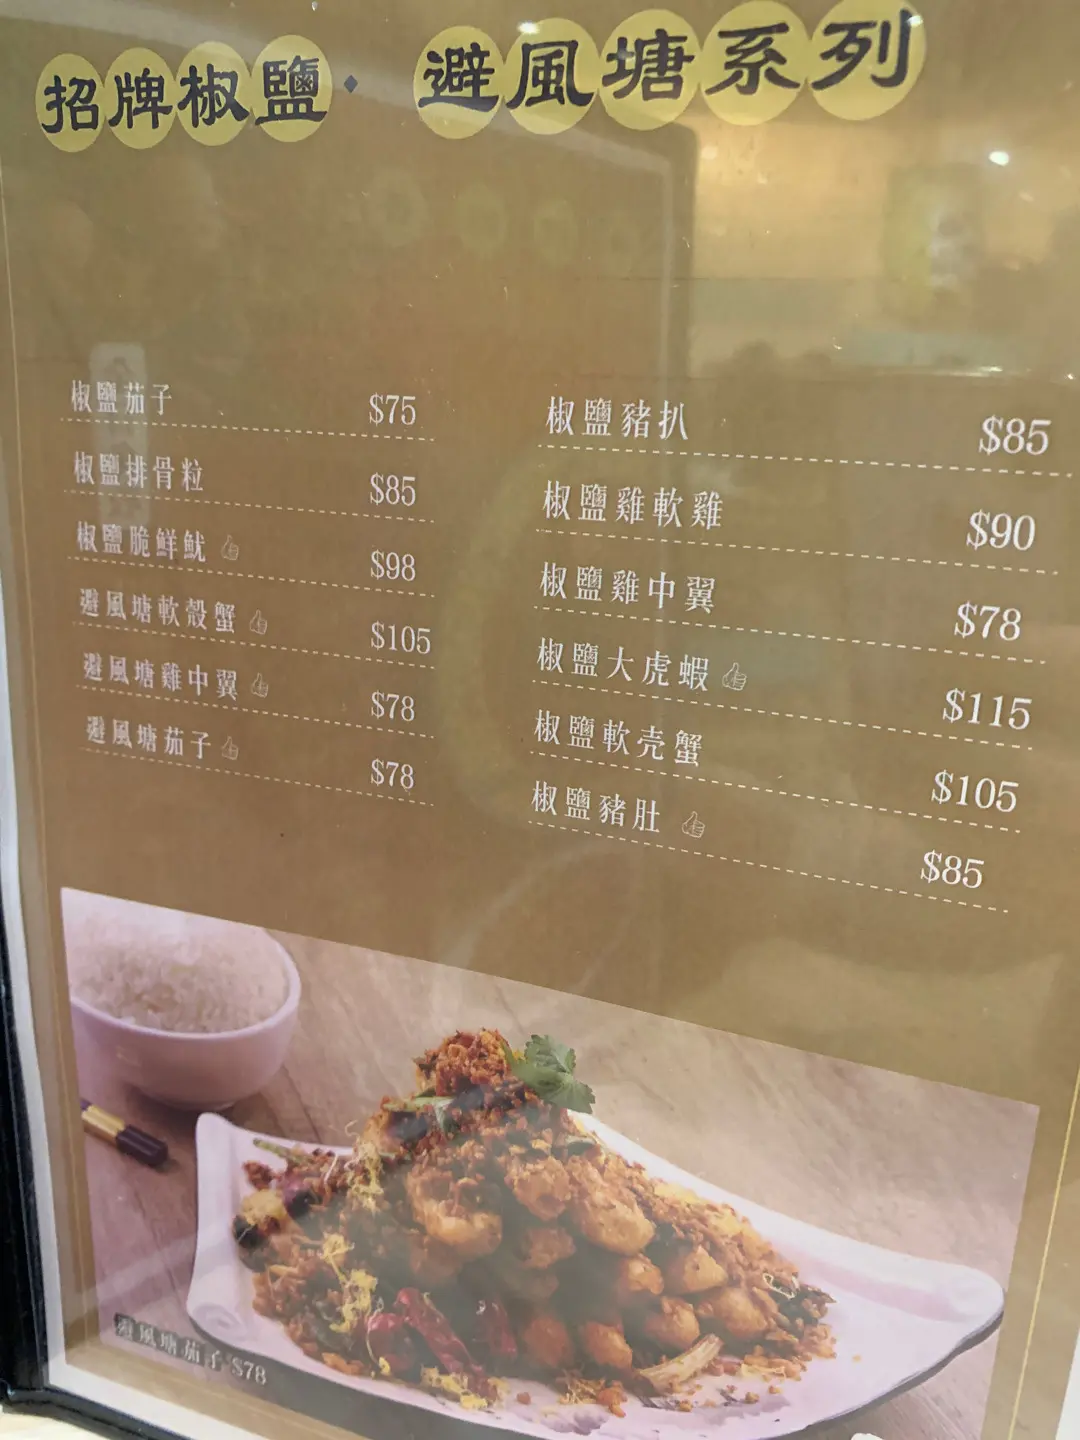 招牌椒鹽·避風塘系列
椒鹽茄子 $75
椒鹽排骨粒 $85
椒鹽脆鮮魷 $98
避風塘軟殼蟹 $105
避風塘雞中翼 $78
避風塘茄子 $78
椒鹽豬扒 $85
椒鹽雞軟雞 $90
椒鹽雞中翼 $78
椒鹽大虎蝦 $115
椒鹽軟壳蟹 $105
椒鹽豬肚 $85
避風塘茄子 $78